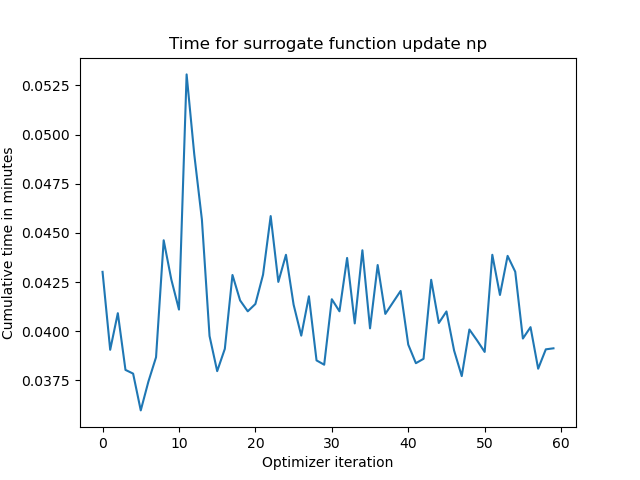 Time for surrogate function update np
Cumulative time in minutes
0.0525
0.0500
0.0475
0.0450
0.0425
0.0400
0.0375
0 10 20 30 40 50 60
Optimizer iteration